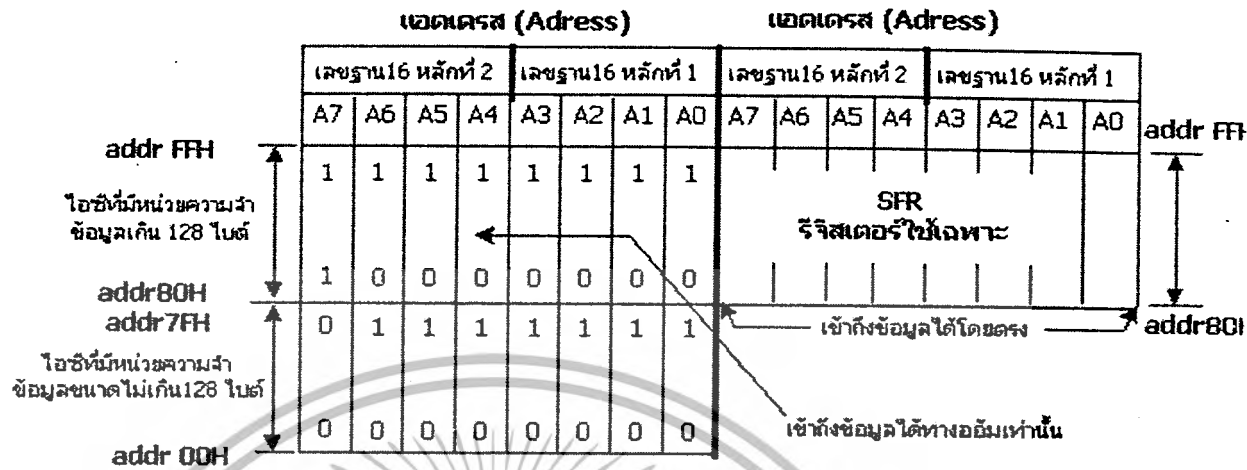 แอดเดรส (Adress) แอดเดรส (Adress)
เลขฐาน16 หลักที่ 2 เลขฐาน16 หลักที่ 1 เลขฐาน16 หลักที่ 2 เลขฐาน16 หลักที่ 1
A7 A6 A5 A4 A3 A2 A1 A0 A7 A6 A5 A4 A3 A2 A1 A0
addr FFH
addr FFH
1 1 1 1 1 1 1 1
ไอซีที่มีหน่วยความจำ
ข้อมูลเกิน 128 ไบต์
SFR
รีจิสเตอร์ใช้เฉพาะ
addr80H
1 0 0 0 0 0 0 0
addr7FH
0 1 1 1 1 1 1 1
เข้าถึงข้อมูลได้โดยตรง
addr80H
ไอซีที่มีหน่วยความจำ
ข้อมูลขนาดไม่เกิน128 ไบต์
เข้าถึงข้อมูลได้ทางออ้มเท่านั้น
0 0 0 0 0 0 0 0
addr 00H